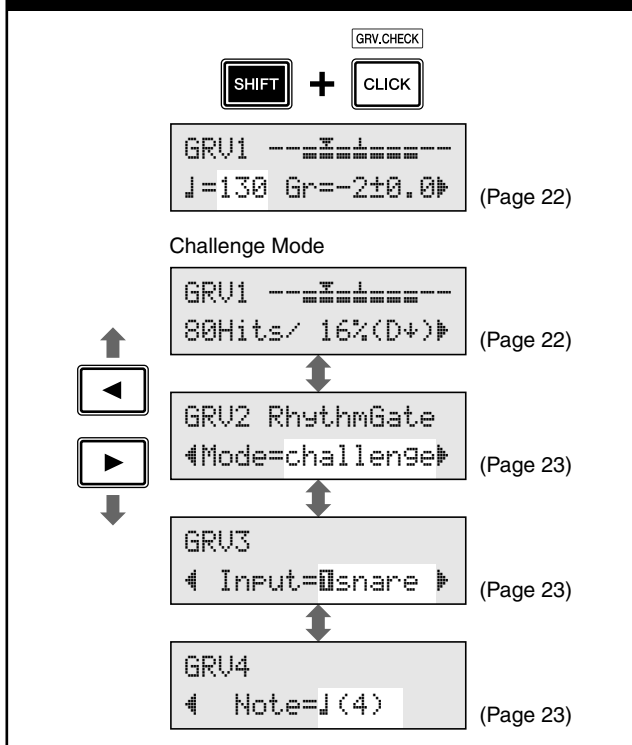 GRV.CHECK
SHIFT + CLICK
GRV1 --
♩=130 Gr=-2±0.0
(Page 22)
Challenge Mode
GRV1 --
80Hits/ 16%(D+)
(Page 22)
GRV2 RhythmGate
Mode=challenge
(Page 23)
GRV3
Input=snare
(Page 23)
GRV4
Note=♩(4)
(Page 23)